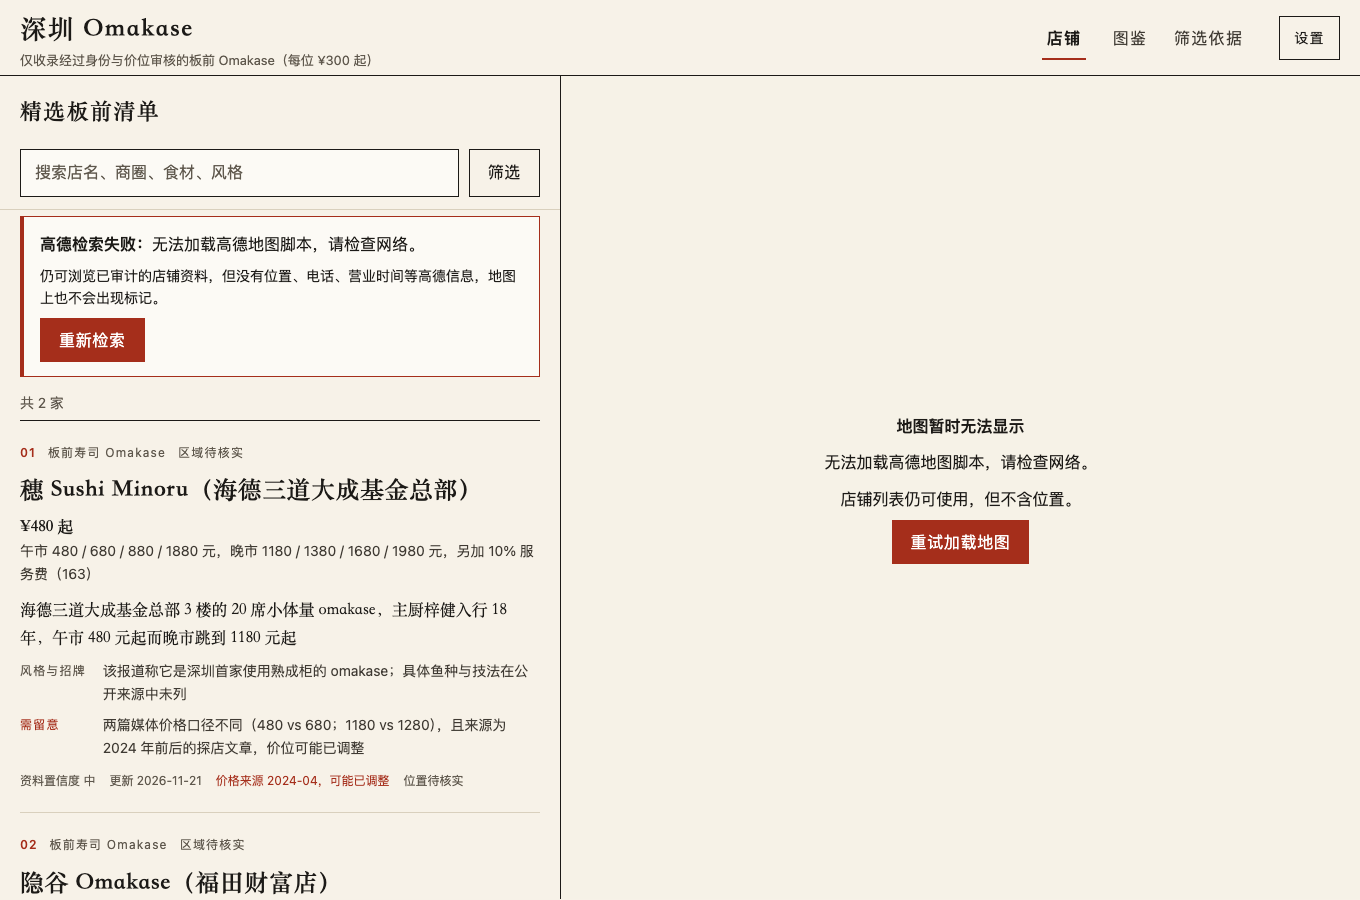 深圳 Omakase
仅收录经过身份与价位审核的板前 Omakase（每位 ¥300 起）
店铺
图鉴
筛选依据
设置
精选板前清单
搜索店名、商圈、食材、风格
筛选
高德检索失败：无法加载高德地图脚本，请检查网络。
仍可浏览已审计的店铺资料，但没有位置、电话、营业时间等高德信息，地图
上也不会出现标记。
重新检索
共 2 家
01 板前寿司 Omakase 区域待核实
穗 Sushi Minoru（海德三道大成基金总部）
¥480 起
午市 480 / 680 / 880 / 1880 元，晚市 1180 / 1380 / 1680 / 1980 元，另加 10% 服
务费（163）
海德三道大成基金总部 3 楼的 20 席小体量 omakase，主厨梓健入行 18
年，午市 480 元起而晚市跳到 1180 元起
风格与招牌
该报道称它是深圳首家使用熟成柜的 omakase；具体鱼种与技法在公
开来源中未列
需留意
两篇媒体价格口径不同（480 vs 680；1180 vs 1280），且来源为
2024 年前后的探店文章，价位可能已调整
资料置信度 中 更新 2026-11-21 价格来源 2024-04，可能已调整 位置待核实
02 板前寿司 Omakase 区域待核实
隐谷 Omakase（福田财富店）
地图暂时无法显示
无法加载高德地图脚本，请检查网络。
店铺列表仍可使用，但不含位置。
重试加载地图